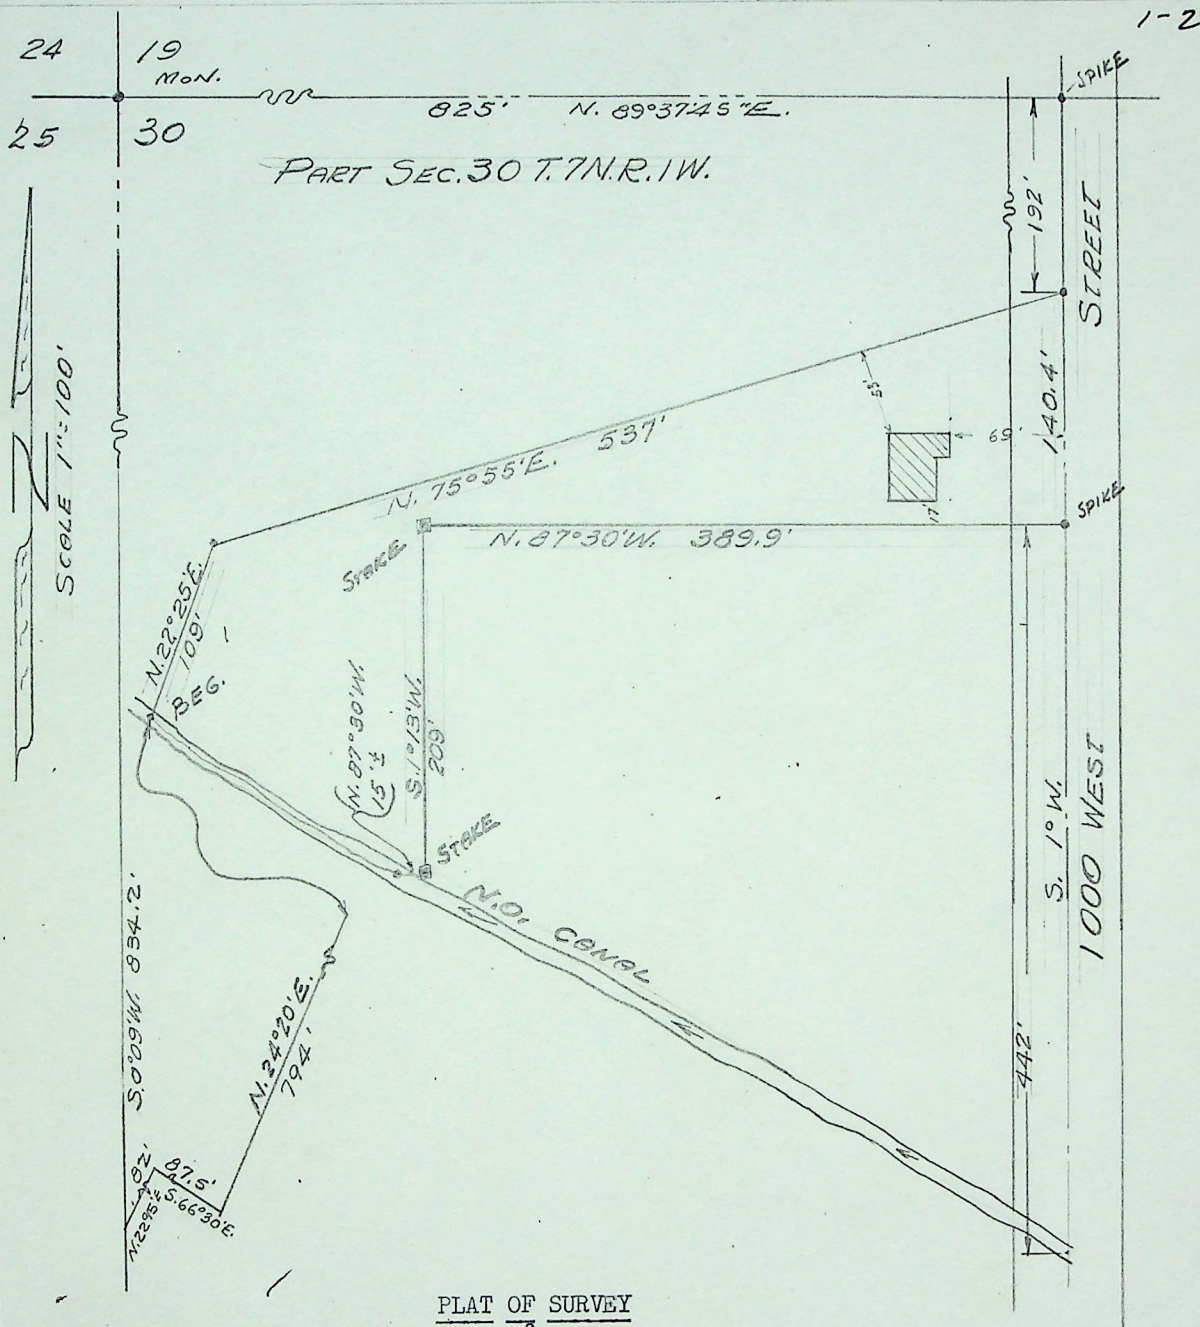 1-2
24
19
MON.
25
30
825' N. 89°37'45"E.
SPIKE
PART SEC. 30 T.7N.R.1W.
192'
STREET
SCALE 1"=100'
N
140.4'
53'
69'
17'
537'
N. 75°55'E.
SPIKE
STAKE
N. 87°30'W. 389.9'
N.22°25'E.
109'
BEG.
N.87°30'W.
15'±
S.1°13'W.
209'
STAKE
N.O. CANAL
S. 1°W.
1000 WEST
442'
S.0°09'W. 834.2'
N.24°20'E.
794'
82'
87.5'
S.66°30'E.
PLAT OF SURVEY